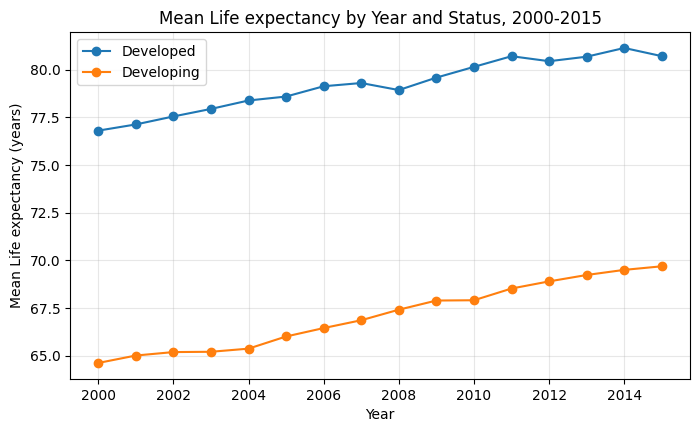 Mean Life expectancy by Year and Status, 2000-2015
Developed
Developing
Mean Life expectancy (years)
80.0
77.5
75.0
72.5
70.0
67.5
65.0
2000 2002 2004 2006 2008 2010 2012 2014
Year